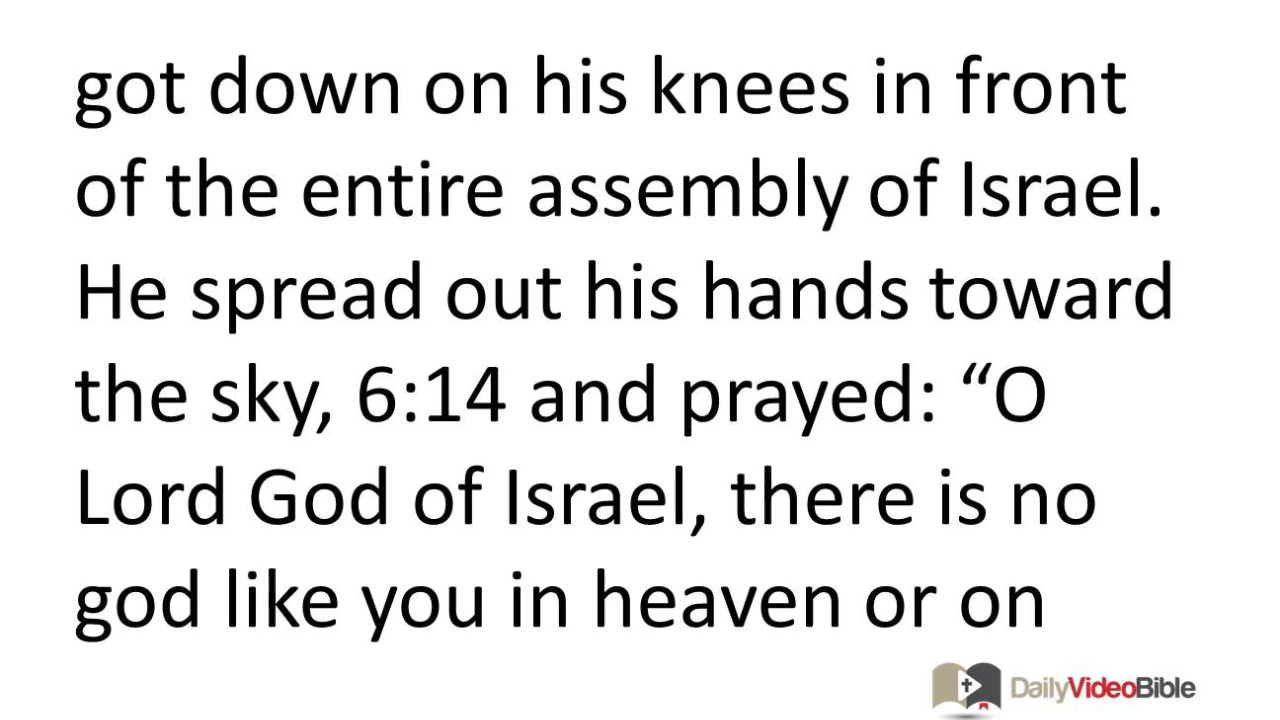 got down on his knees in front
of the entire assembly of Israel.
He spread out his hands toward
the sky, 6:14 and prayed: “O
Lord God of Israel, there is no
god like you in heaven or on
DailyVideoBible